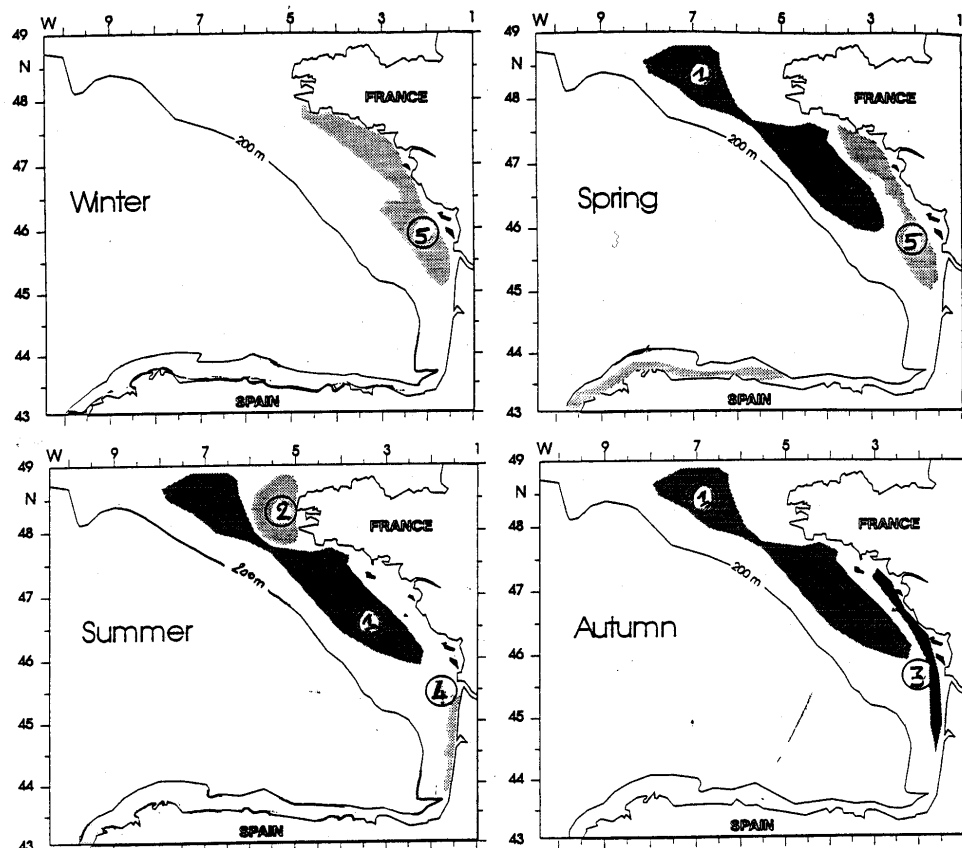 W 9 7 5 3 1
49
N
48
47
46
45
44
43
FRANCE
200 m
Winter
5
SPAIN
W 9 7 5 3 1
49
N
48
47
46
45
44
43
1
FRANCE
200 m
Spring
5
SPAIN
W 9 7 5 3 1
49
N
48
47
46
45
44
43
2
FRANCE
200 m
1
Summer
4
SPAIN
W 9 7 5 3 1
49
N
48
47
46
45
44
43
1
FRANCE
200 m
Autumn
3
SPAIN